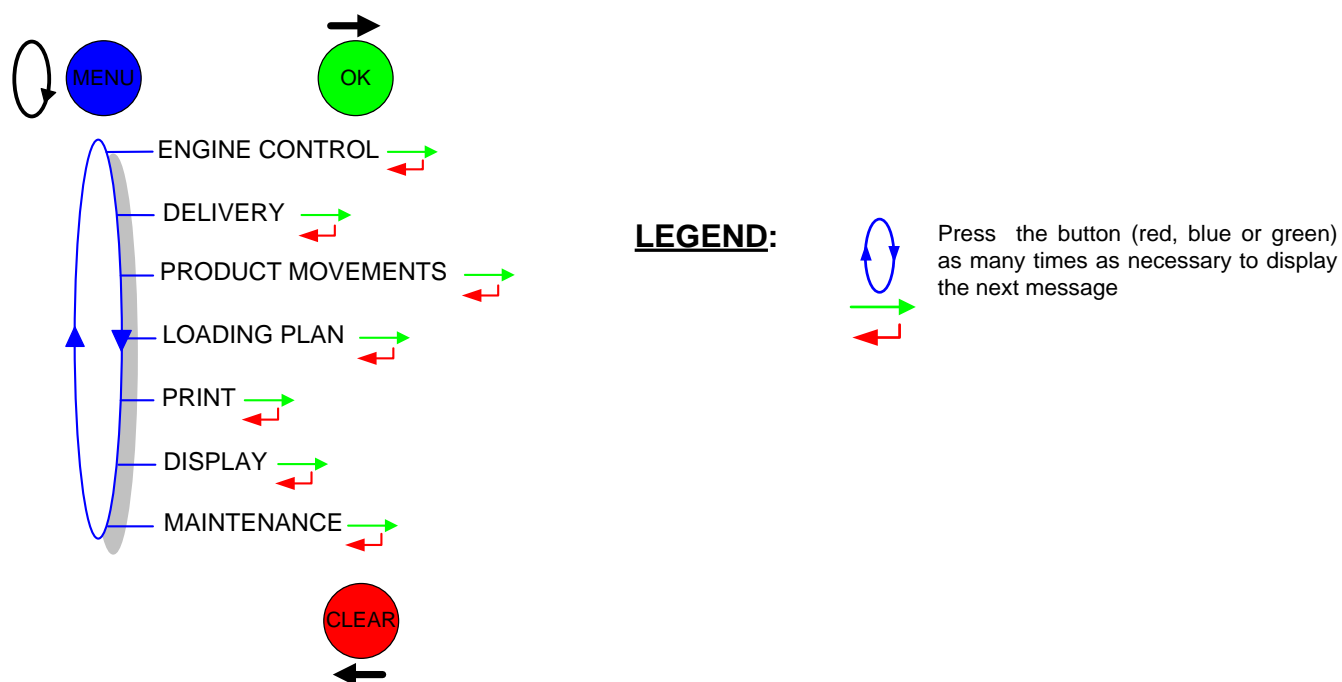 MENU
OK
ENGINE CONTROL
DELIVERY
PRODUCT MOVEMENTS
LOADING PLAN
PRINT
DISPLAY
MAINTENANCE
CLEAR
LEGEND:
Press the button (red, blue or green)
as many times as necessary to display
the next message